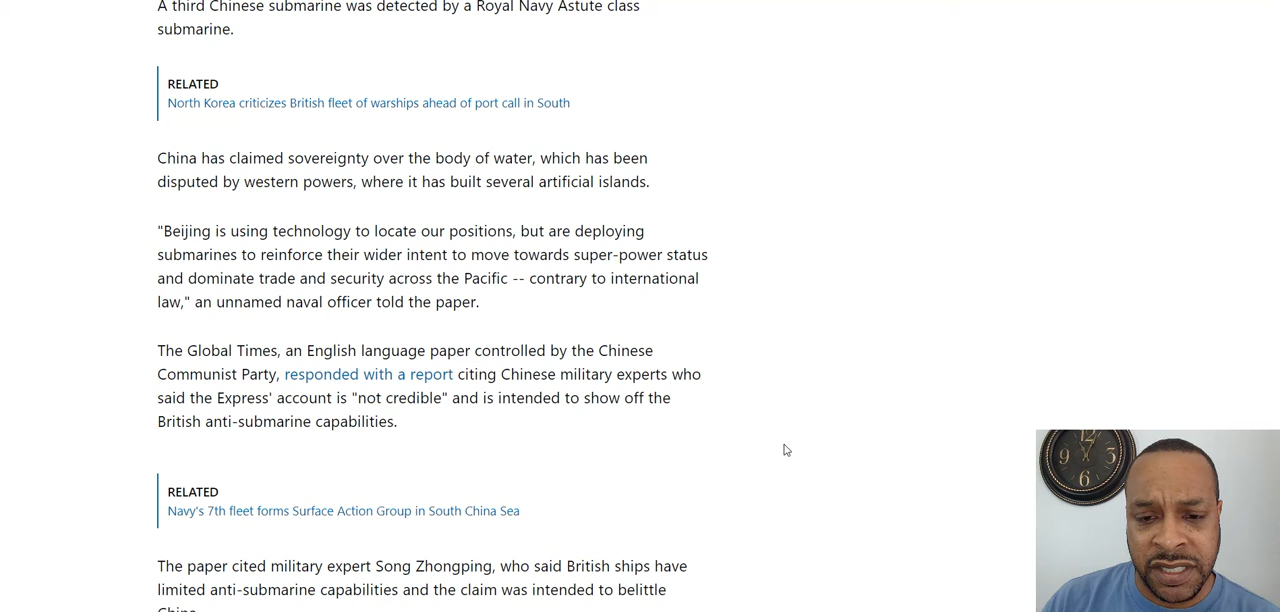 A third Chinese submarine was detected by a Royal Navy Astute class
submarine.
RELATED
North Korea criticizes British fleet of warships ahead of port call in South
China has claimed sovereignty over the body of water, which has been
disputed by western powers, where it has built several artificial islands.
"Beijing is using technology to locate our positions, but are deploying
submarines to reinforce their wider intent to move towards super-power status
and dominate trade and security across the Pacific -- contrary to international
law," an unnamed naval officer told the paper.
The Global Times, an English language paper controlled by the Chinese
Communist Party, responded with a report citing Chinese military experts who
said the Express' account is "not credible" and is intended to show off the
British anti-submarine capabilities.
RELATED
Navy's 7th fleet forms Surface Action Group in South China Sea
The paper cited military expert Song Zhongping, who said British ships have
limited anti-submarine capabilities and the claim was intended to belittle
China.
12
9 3
6